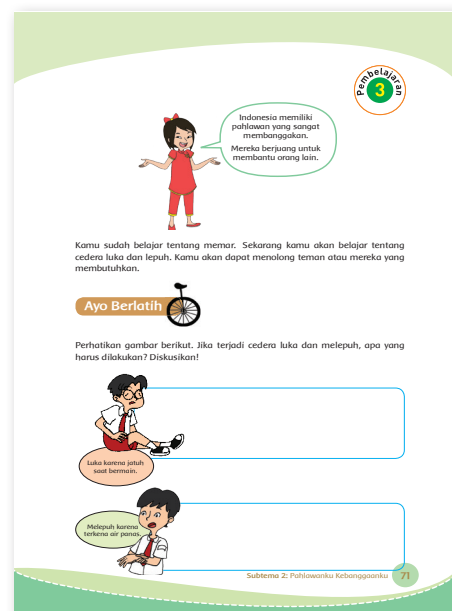 Pembelajaran
3
Indonesia memiliki
pahlawan yang sangat
membanggakan.
Mereka berjuang untuk
membantu orang lain.
Kamu sudah belajar tentang memar. Sekarang kamu akan belajar tentang
cedera luka dan lepuh. Kamu akan dapat menolong teman atau mereka yang
membutuhkan.
Ayo Berlatih
Perhatikan gambar berikut. Jika terjadi cedera luka dan melepuh, apa yang
harus dilakukan? Diskusikan!
Luka karena jatuh
saat bermain.
Melepuh karena
terkena air panas.
Subtema 2: Pahlawanku Kebanggaanku 71